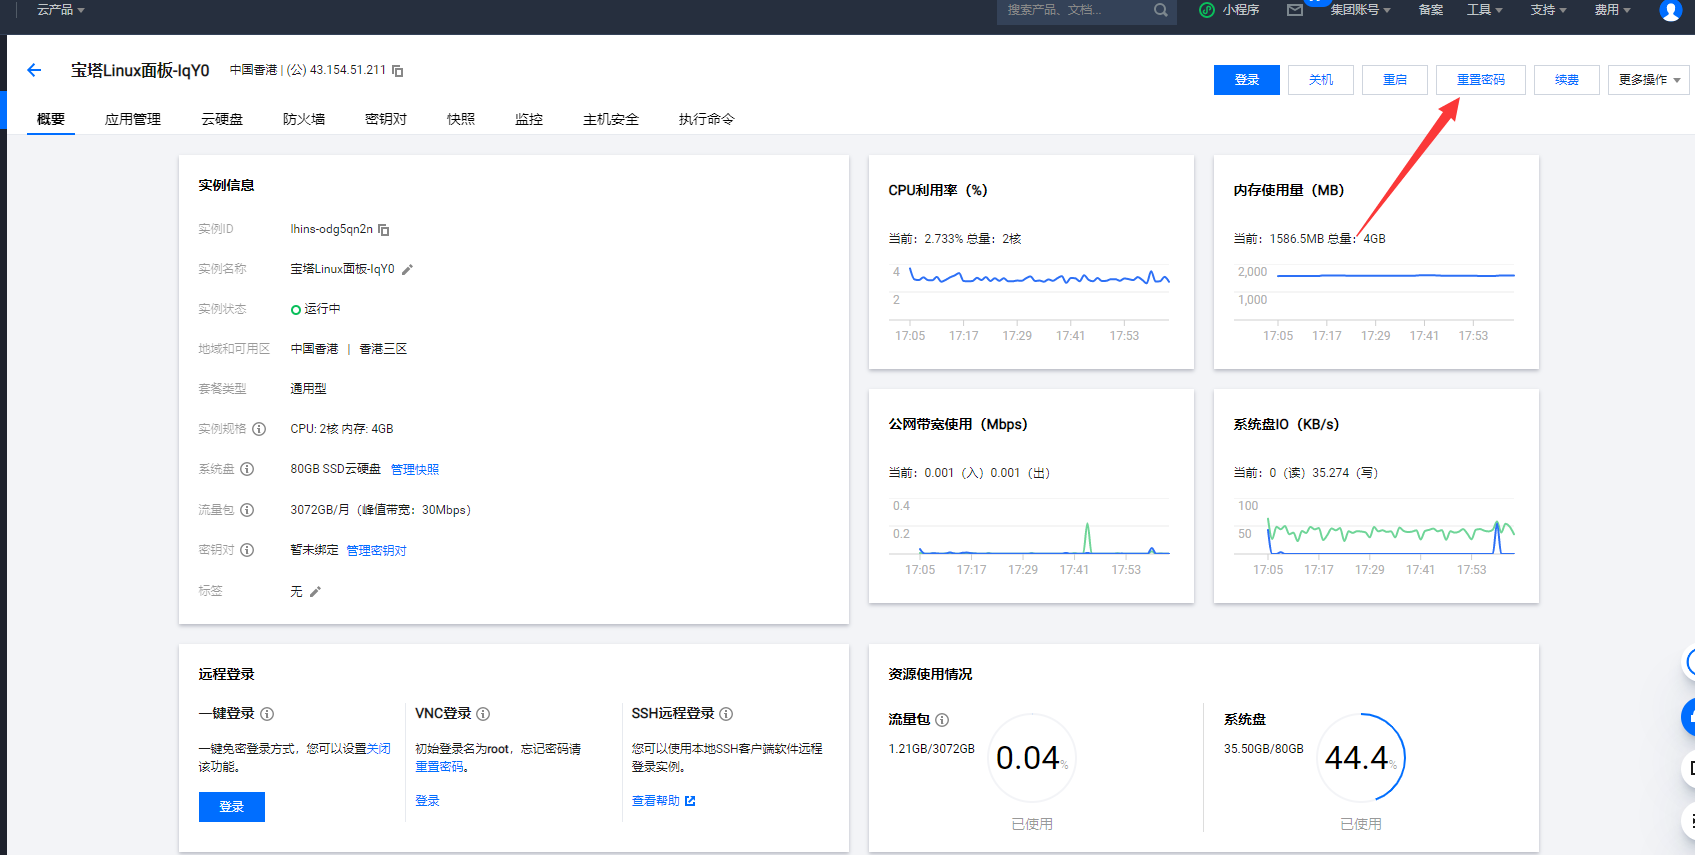 云产品
搜索产品、文档...
小程序
集团账号
备案
工具
支持
费用
宝塔Linux面板-IqY0
中国香港 | (公) 43.154.51.211
登录
关机
重启
重置密码
续费
更多操作
概要
应用管理
云硬盘
防火墙
密钥对
快照
监控
主机安全
执行命令
实例信息
实例ID lhins-odg5qn2n
实例名称 宝塔Linux面板-IqY0
实例状态 运行中
地域和可用区 中国香港 | 香港三区
套餐类型 通用型
实例规格 CPU: 2核 内存: 4GB
系统盘 80GB SSD云硬盘 管理快照
流量包 3072GB/月（峰值带宽：30Mbps）
密钥对 暂未绑定 管理密钥对
标签 无
CPU利用率（%）
当前：2.733% 总量：2核
4
2
17:05 17:17 17:29 17:41 17:53
内存使用量（MB）
当前：1586.5MB 总量：4GB
2,000
1,000
17:05 17:17 17:29 17:41 17:53
公网带宽使用（Mbps）
当前：0.001（入）0.001（出）
0.4
0.2
17:05 17:17 17:29 17:41 17:53
系统盘IO（KB/s）
当前：0（读）35.274（写）
100
50
17:05 17:17 17:29 17:41 17:53
远程登录
一键登录
一键免密登录方式，您可以设置关闭
该功能。
登录
VNC登录
初始登录名为root，忘记密码请
重置密码。
登录
SSH远程登录
您可以使用本地SSH客户端软件远程
登录实例。
查看帮助
资源使用情况
流量包
1.21GB/3072GB
0.04%
已使用
系统盘
35.50GB/80GB
44.4%
已使用